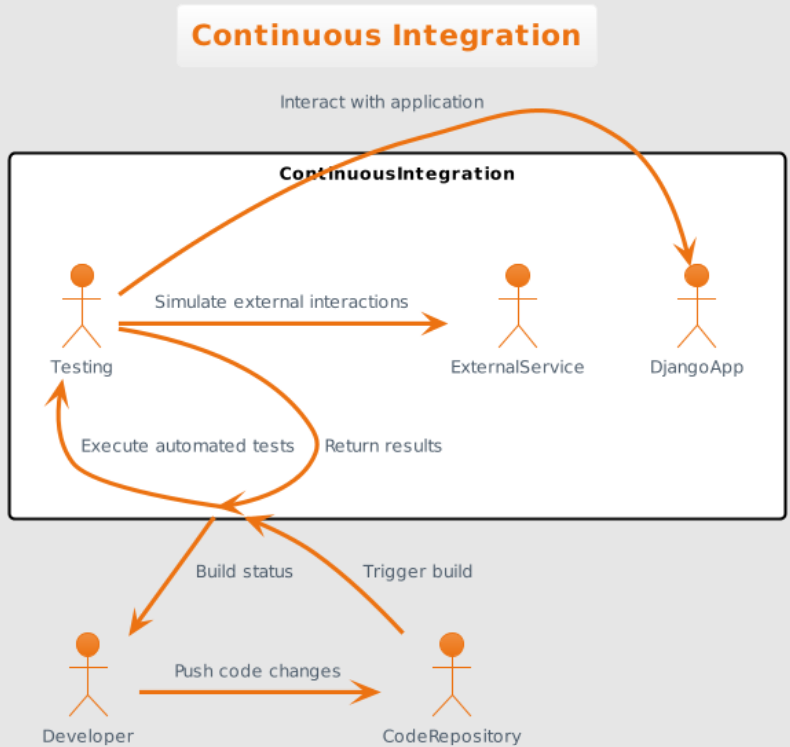 Continuous Integration
Interact with application
ContinuousIntegration
Simulate external interactions
Testing
ExternalService
DjangoApp
Execute automated tests
Return results
Build status
Trigger build
Push code changes
Developer
CodeRepository